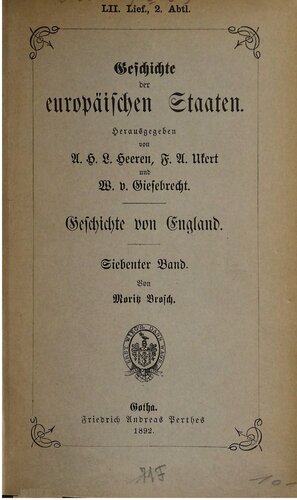 LII. Lief., 2. Abtl.
Geschichte
der
europäischen Staaten.
Herausgegeben
von
A. H. L. Heeren, F. A. Ukert
und
W. v. Giesebrecht.
Geschichte von England.
Siebenter Band.
Von
Moritz Brosch.
Gotha.
Friedrich Andreas Perthes
1892.
10-